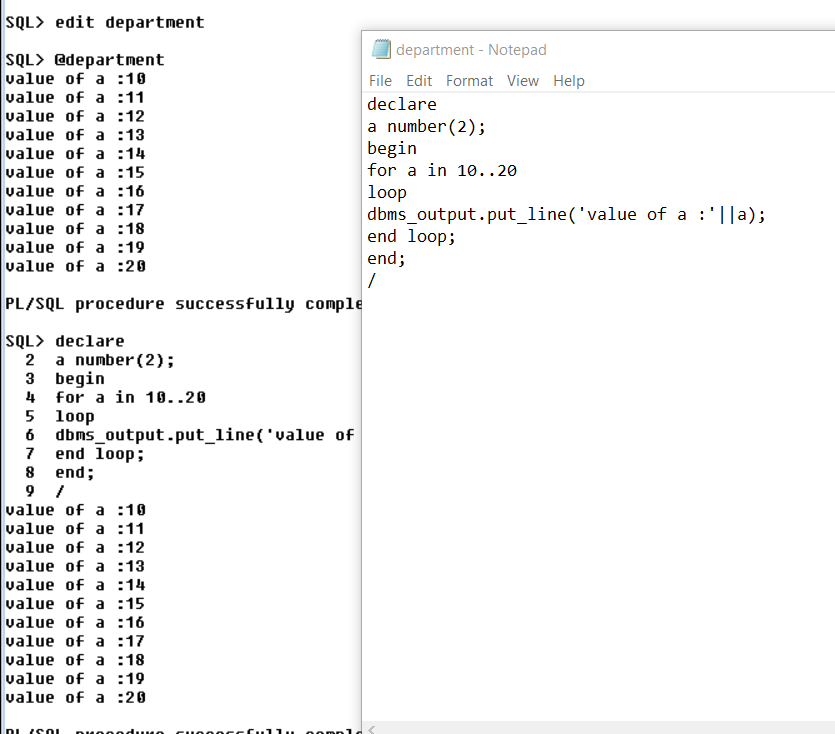 SQL> edit department
SQL> @department
value of a :10
value of a :11
value of a :12
value of a :13
value of a :14
value of a :15
value of a :16
value of a :17
value of a :18
value of a :19
value of a :20
PL/SQL procedure successfully comple
SQL> declare
2 a number(2);
3 begin
4 for a in 10..20
5 loop
6 dbms_output.put_line('value of
7 end loop;
8 end;
9 /
value of a :10
value of a :11
value of a :12
value of a :13
value of a :14
value of a :15
value of a :16
value of a :17
value of a :18
value of a :19
value of a :20
PL/SQL procedure successfully comple
department - Notepad
File Edit Format View Help
declare
a number(2);
begin
for a in 10..20
loop
dbms_output.put_line('value of a :'||a);
end loop;
end;
/